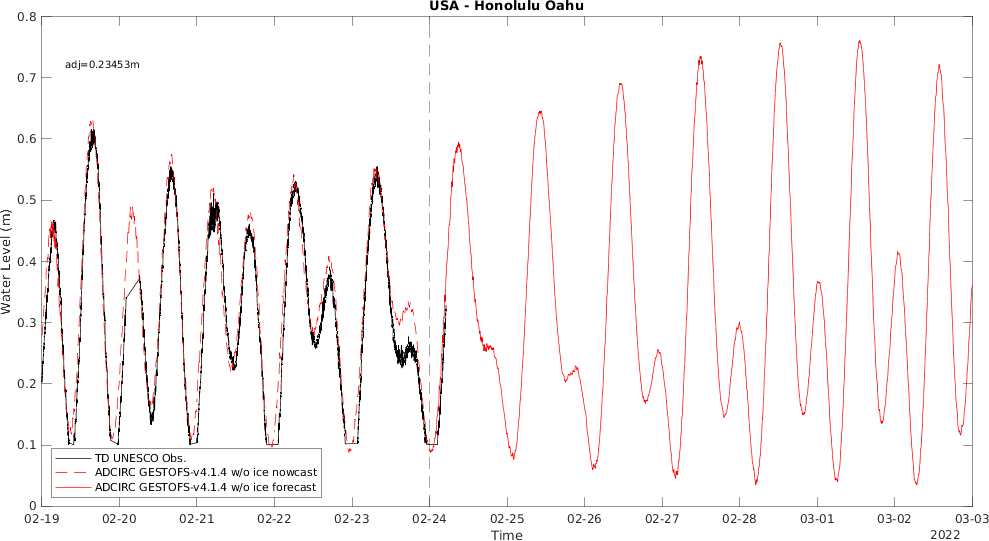 USA - Honolulu Oahu
adj=0.23453m
Water Level (m)
0.8
0.7
0.6
0.5
0.4
0.3
0.2
0.1
0
TD UNESCO Obs.
ADCIRC GESTOFS-v4.1.4 w/o ice nowcast
ADCIRC GESTOFS-v4.1.4 w/o ice forecast
02-19 02-20 02-21 02-22 02-23 02-24 02-25 02-26 02-27 02-28 03-01 03-02 03-03
Time
2022